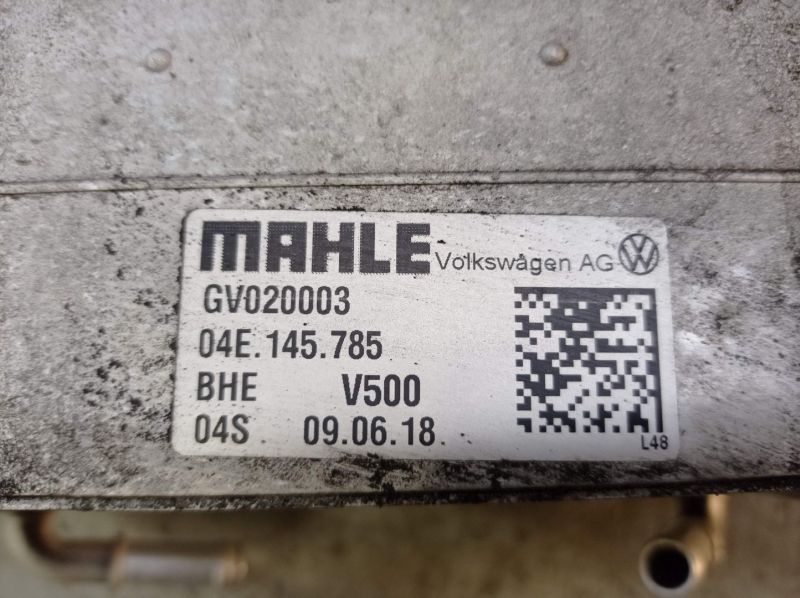 MAHLE Volkswagen AG
GV020003
04E.145.785
BHE V500
04S 09.06.18
L48